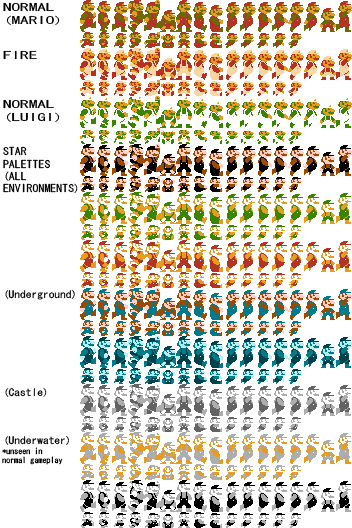 NORMAL
(MARIO)
FIRE
NORMAL
(LUIGI)
STAR
PALETTES
(ALL
ENVIRONMENTS)
(Underground)
(Castle)
(Underwater)
*unseen in
normal gameplay